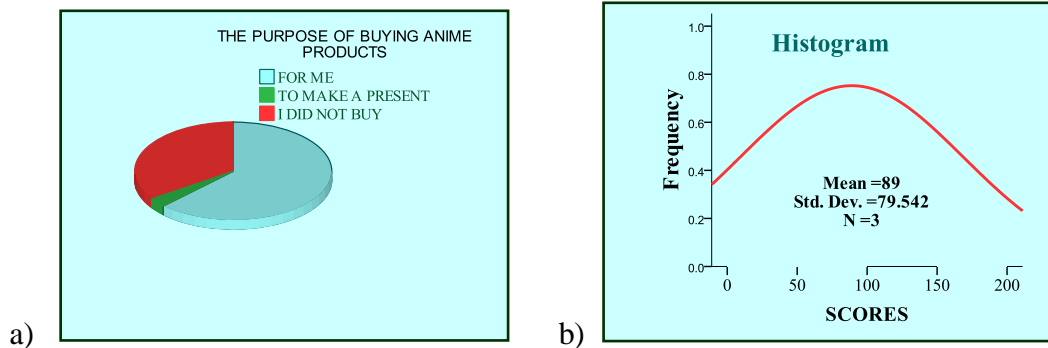 THE PURPOSE OF BUYING ANIME
PRODUCTS
FOR ME
TO MAKE A PRESENT
I DID NOT BUY
a)
Histogram
Frequency
1.0
0.8
0.6
0.4
0.2
0.0
Mean =89
Std. Dev. =79.542
N =3
0 50 100 150 200
SCORES
b)